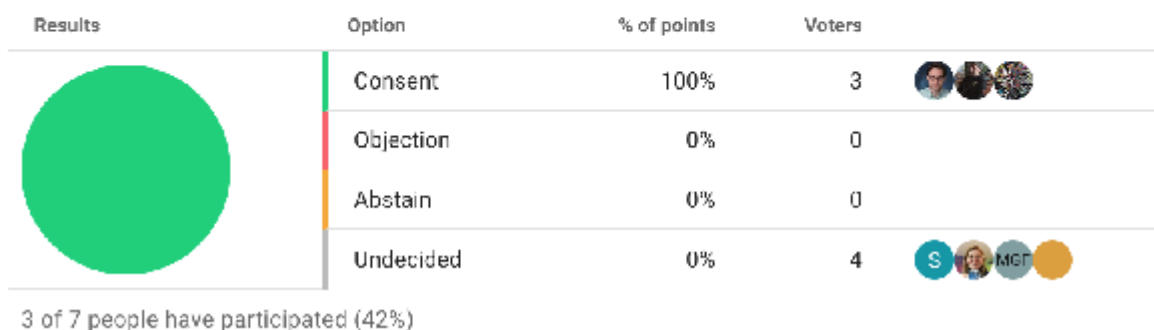 Results Option % of points Voters
Consent 100% 3
Objection 0% 0
Abstain 0% 0
Undecided 0% 4 S MGF
3 of 7 people have participated (42%)